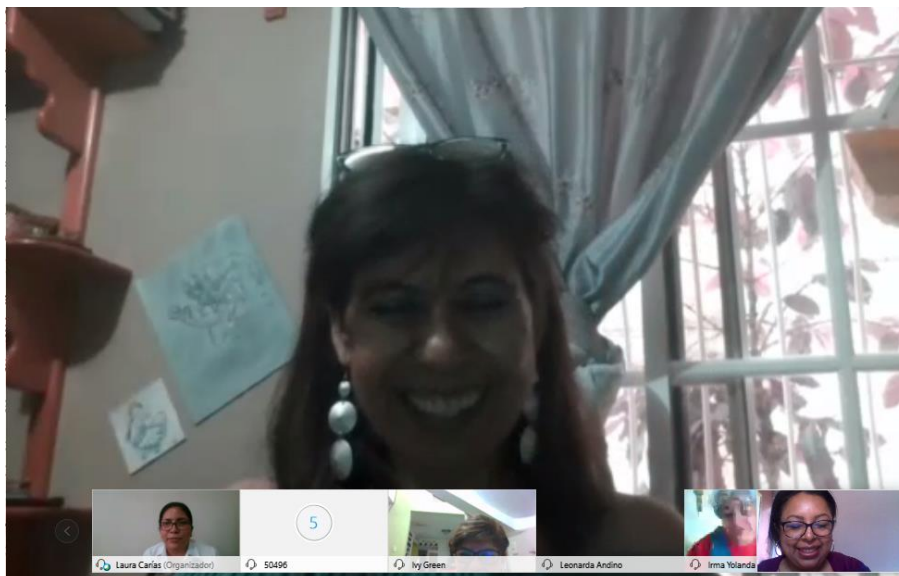 5
Laura Carías (Organizador)
50496
Ivy Green
Leonarda Andino
Irma Yolanda